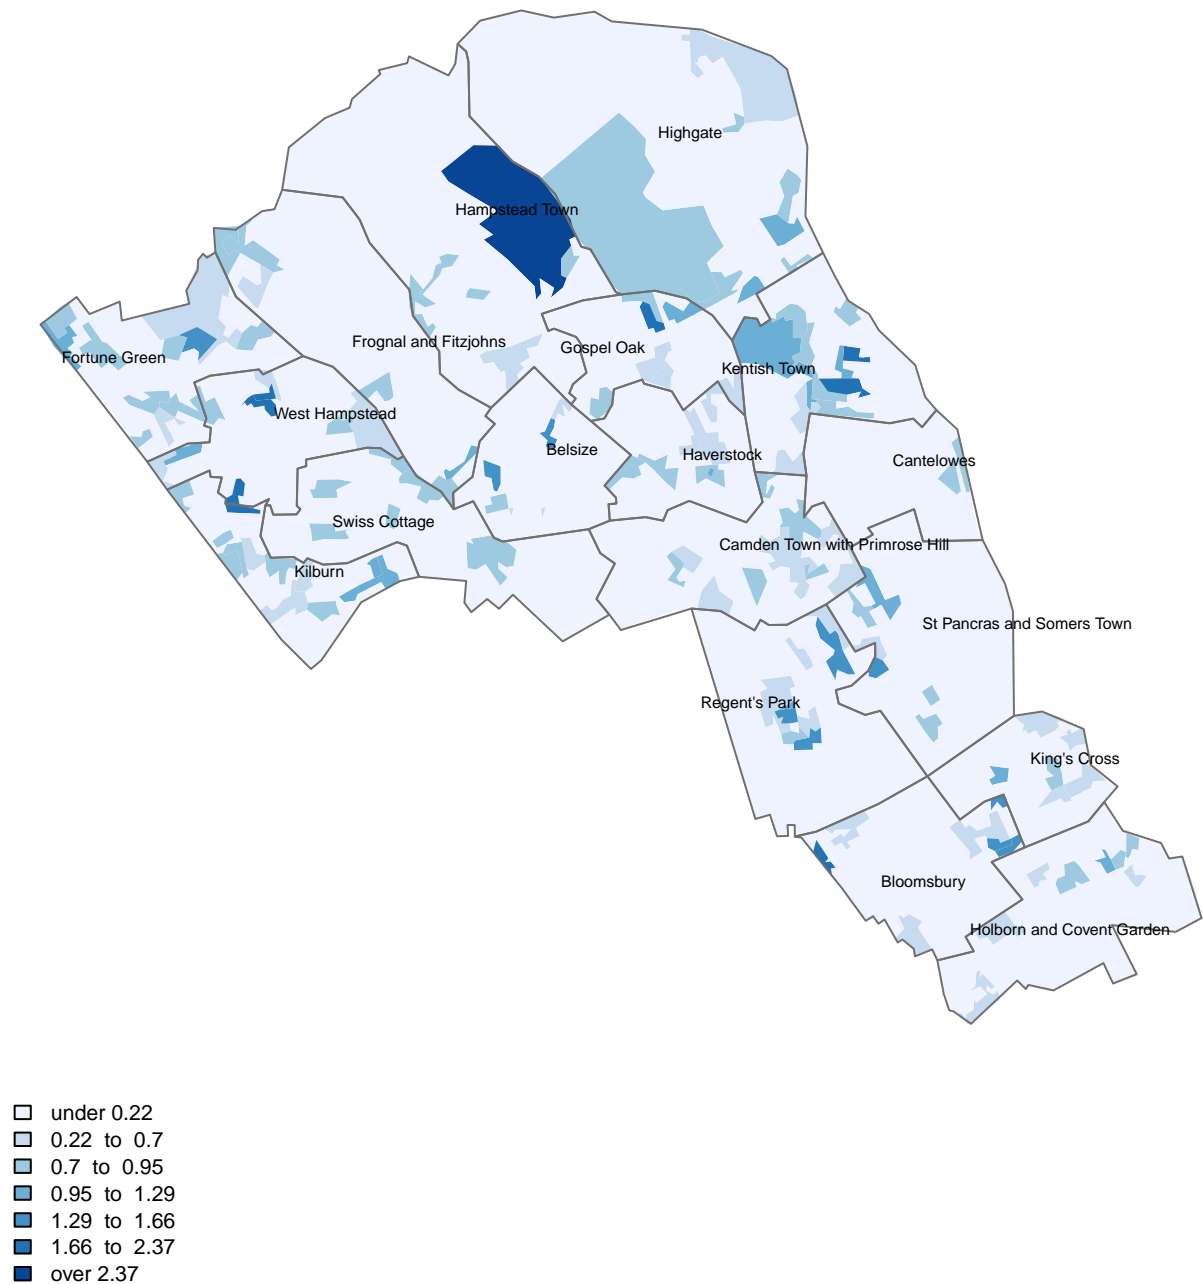 Highgate
Hampstead Town
Frognal and Fitzjohns
Gospel Oak
Fortune Green
Kentish Town
West Hampstead
Belsize
Haverstock
Cantelowes
Swiss Cottage
Camden Town with Primrose Hill
Kilburn
St Pancras and Somers Town
Regent's Park
King's Cross
Bloomsbury
Holborn and Covent Garden
under 0.22
0.22 to 0.7
0.7 to 0.95
0.95 to 1.29
1.29 to 1.66
1.66 to 2.37
over 2.37